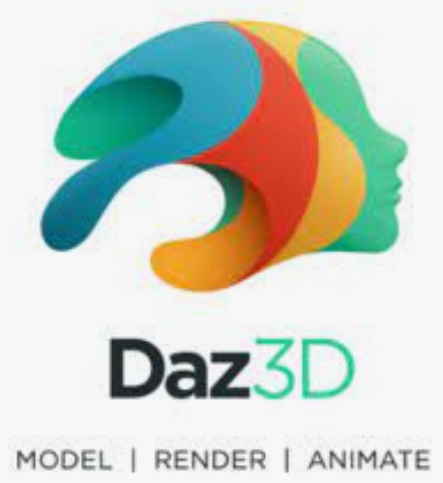 Daz3D
MODEL | RENDER | ANIMATE